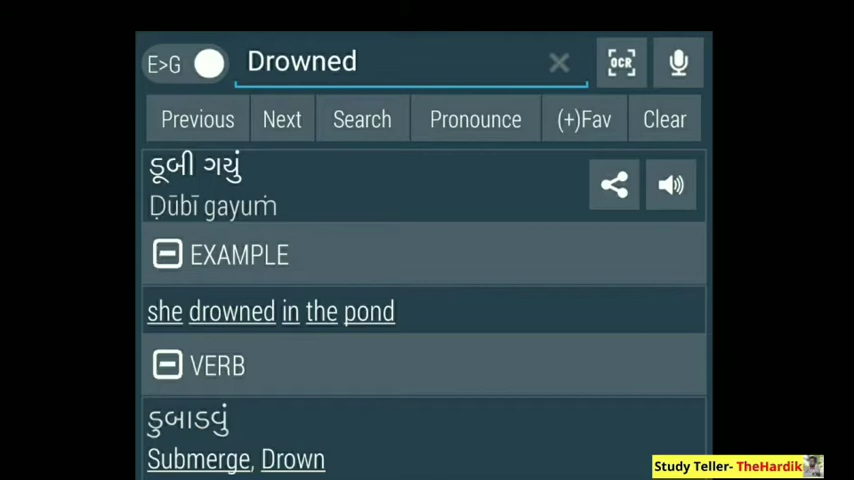 E>G Drowned OCR
Previous Next Search Pronounce (+)Fav Clear
ડૂબી ગયું
Ḍūbī gayuṁ
EXAMPLE
she drowned in the pond
VERB
ડુબાડવું
Submerge, Drown
Study Teller- TheHardik